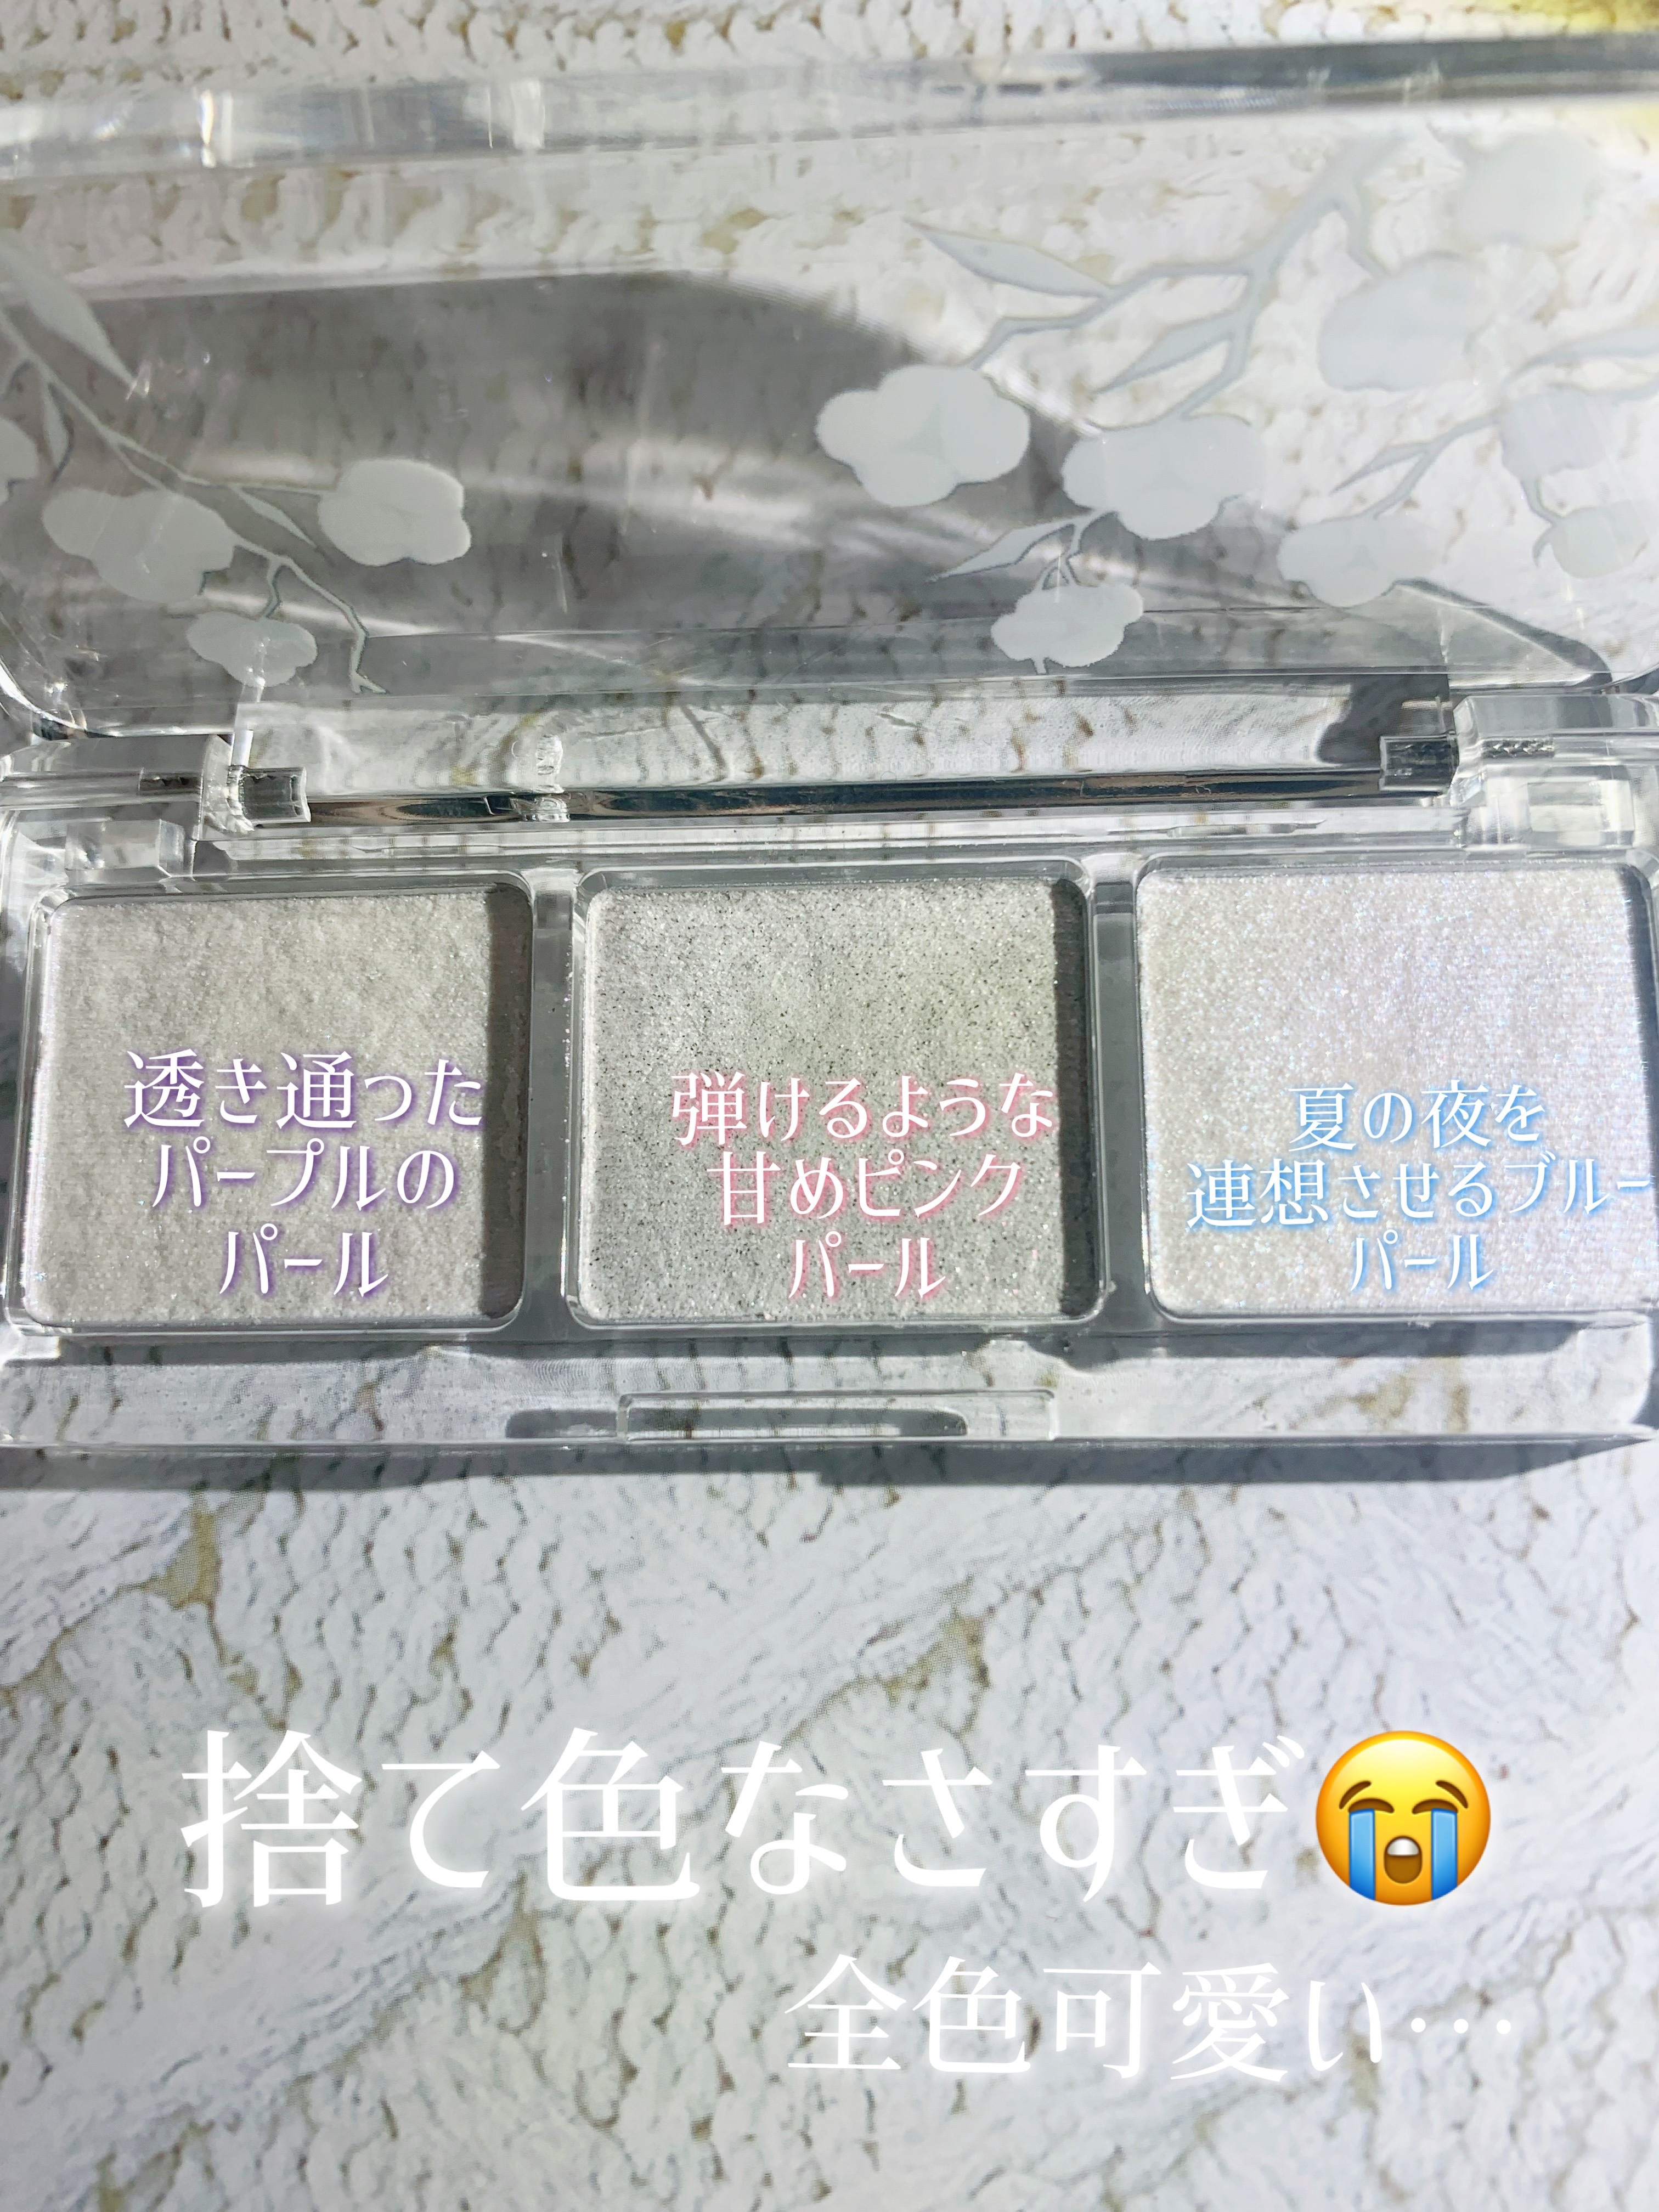 透き通った
パープルの
パール
弾けるような
甘めピンク
パール
夏の夜を
連想させるブルー
パール
捨て色なさすぎ😭
全色可愛い…